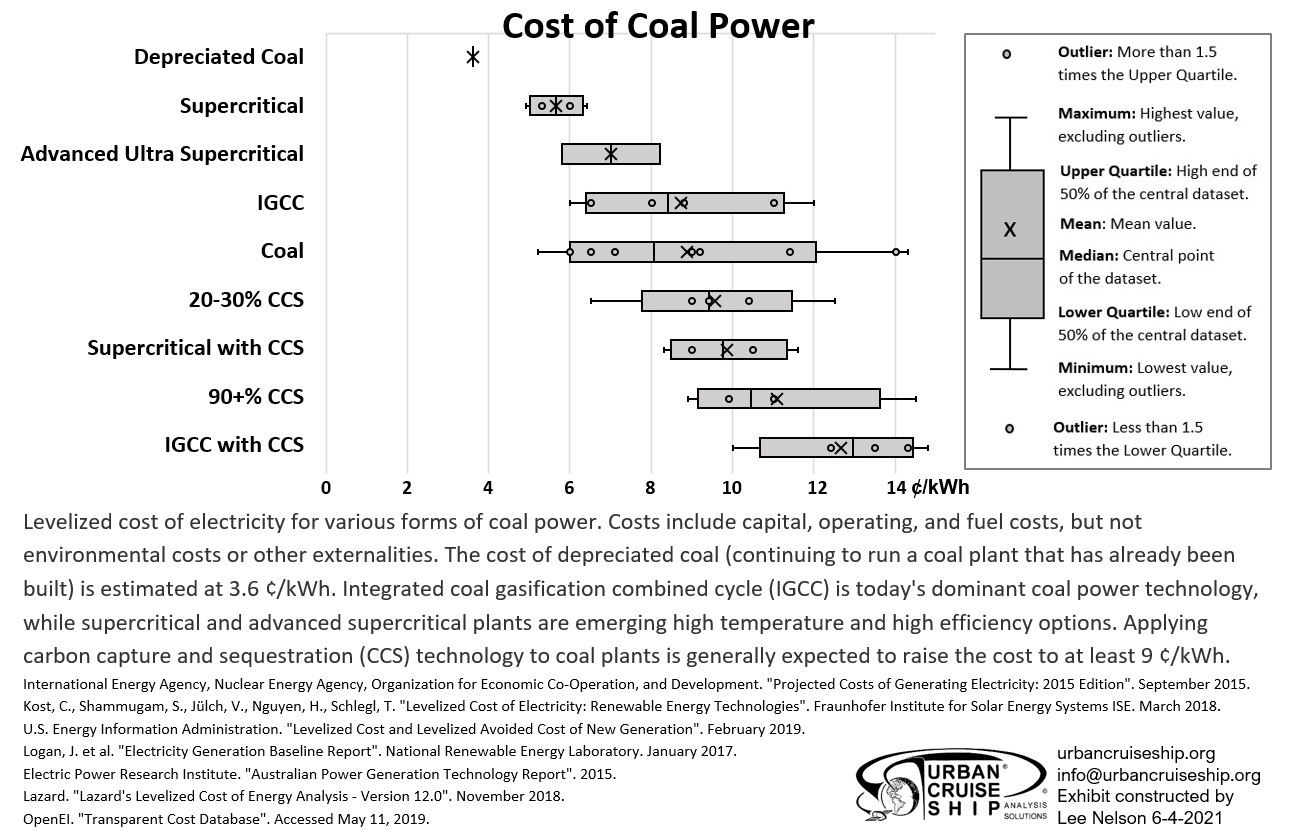 Cost of Coal Power
Depreciated Coal
Supercritical
Advanced Ultra Supercritical
IGCC
Coal
20-30% CCS
Supercritical with CCS
90+% CCS
IGCC with CCS
0 2 4 6 8 10 12 14 ¢/kWh
Outlier: More than 1.5
times the Upper Quartile.
Maximum: Highest value,
excluding outliers.
Upper Quartile: High end of
50% of the central dataset.
X
Mean: Mean value.
Median: Central point
of the dataset.
Lower Quartile: Low end of
50% of the central dataset.
Minimum: Lowest value,
excluding outliers.
Outlier: Less than 1.5
times the Lower Quartile.
Levelized cost of electricity for various forms of coal power. Costs include capital, operating, and fuel costs, but not
environmental costs or other externalities. The cost of depreciated coal (continuing to run a coal plant that has already been
built) is estimated at 3.6 ¢/kWh. Integrated coal gasification combined cycle (IGCC) is today's dominant coal power technology,
while supercritical and advanced supercritical plants are emerging high temperature and high efficiency options. Applying
carbon capture and sequestration (CCS) technology to coal plants is generally expected to raise the cost to at least 9 ¢/kWh.
International Energy Agency, Nuclear Energy Agency, Organization for Economic Co-Operation, and Development. "Projected Costs of Generating Electricity: 2015 Edition". September 2015.
Kost, C., Shammugam, S., Jülch, V., Nguyen, H., Schlegl, T. "Levelized Cost of Electricity: Renewable Energy Technologies". Fraunhofer Institute for Solar Energy Systems ISE. March 2018.
U.S. Energy Information Administration. "Levelized Cost and Levelized Avoided Cost of New Generation". February 2019.
Logan, J. et al. "Electricity Generation Baseline Report". National Renewable Energy Laboratory. January 2017.
Electric Power Research Institute. "Australian Power Generation Technology Report". 2015.
Lazard. "Lazard's Levelized Cost of Energy Analysis - Version 12.0". November 2018.
OpenEI. "Transparent Cost Database". Accessed May 11, 2019.
URBAN®
CRUISE ©
SHIP ANALYSIS
SOLUTIONS
urbancruiseship.org
info@urbancruiseship.org
Exhibit constructed by
Lee Nelson 6-4-2021